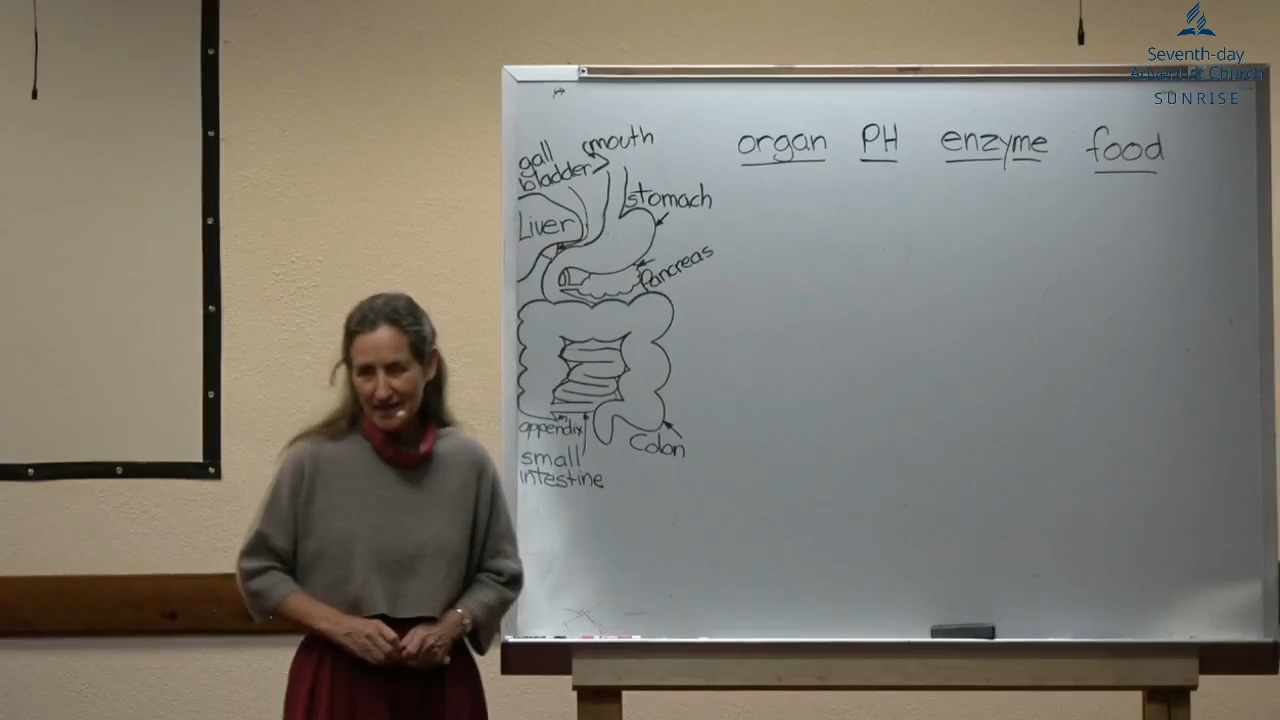 Seventh-day
Adventist Church
SUNRISE
organ PH enzyme food
mouth
gall
bladder
stomach
Liver
Pancreas
appendix
Colon
small
intestine